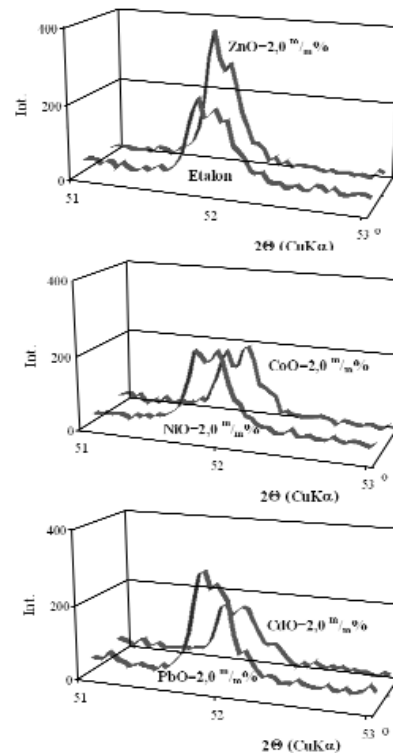 400
ZnO=2,0 m/m%
200
Int.
Etalon
0
51
52
53 o
2Θ (CuKα)
400
200
Int.
CoO=2,0 m/m%
0
NiO=2,0 m/m%
51
52
53 o
2Θ (CuKα)
400
200
Int.
CdO=2,0 m/m%
0
PbO=2,0 m/m%
51
52
53 o
2Θ (CuKα)